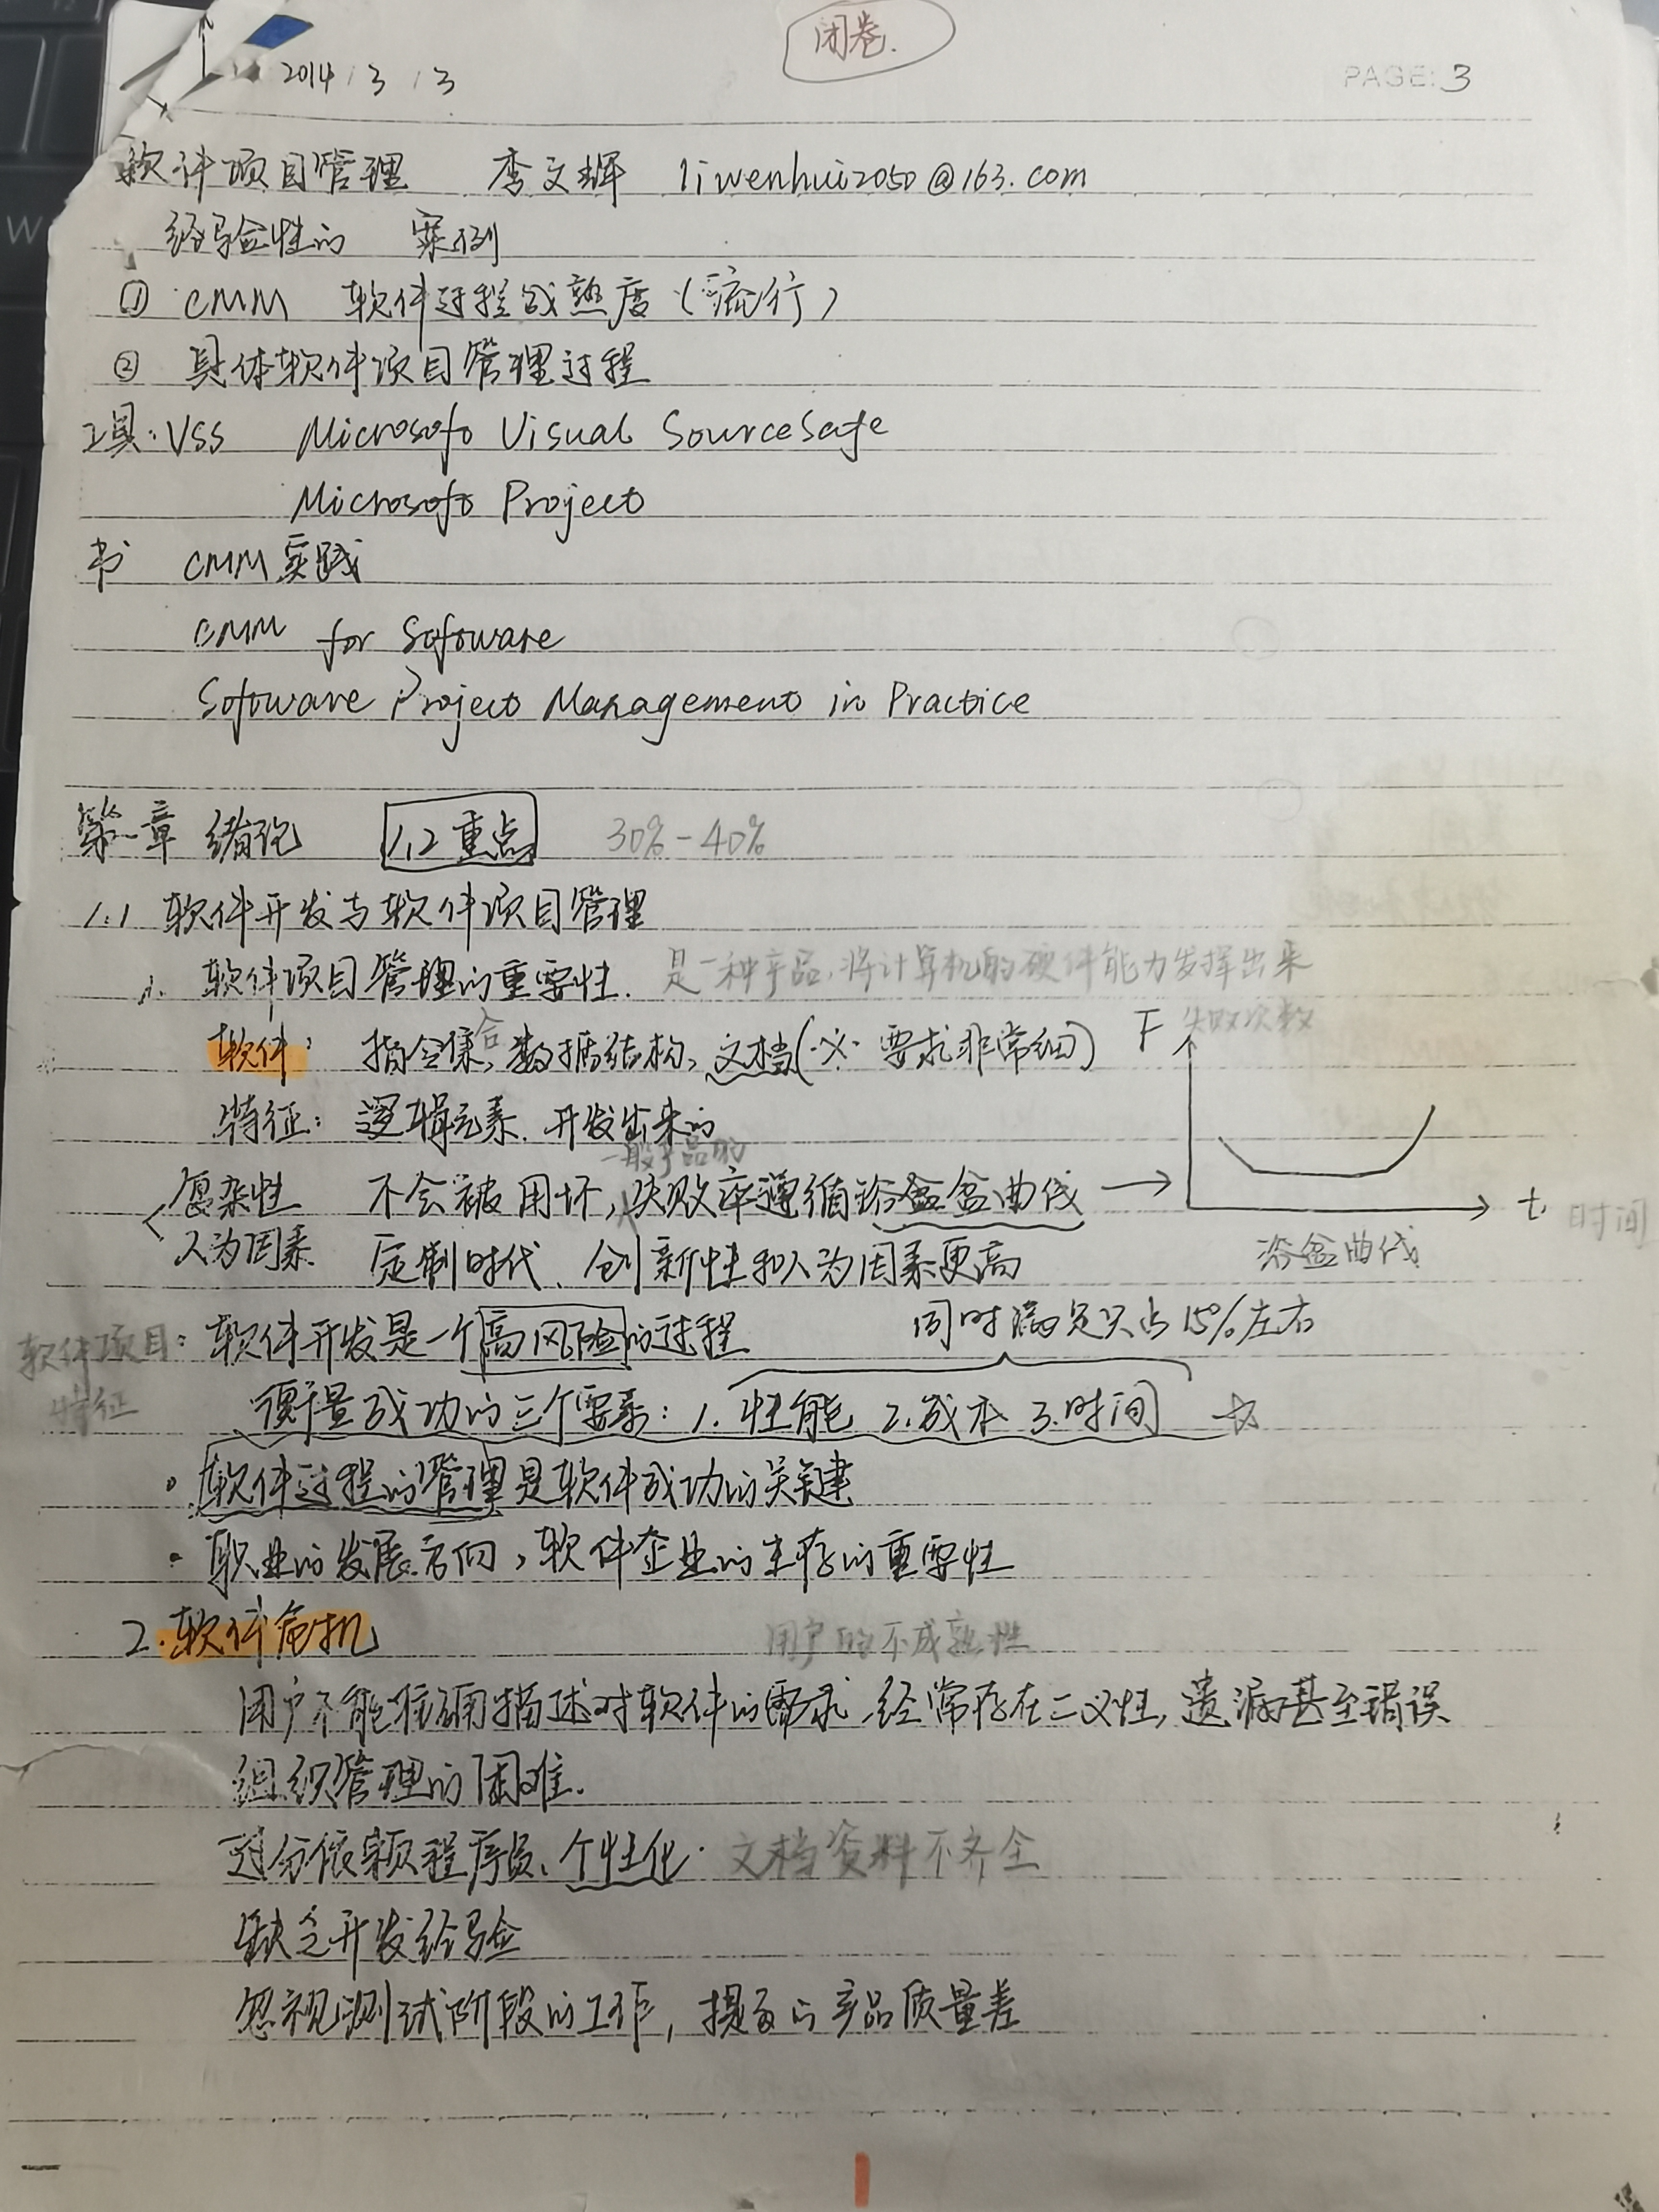 闭卷.
2014 / 3 / 3
PAGE: 3
软件项目管理 李文辉 liwenhui2050@163.com
经验性的 案例
① CMM 软件过程成熟度（流行）
② 具体软件项目管理过程
工具：VSS Microsoft Visual SourceSafe
Microsoft Project
书 CMM实践
CMM for Software
Software Project Management in Practice
第一章 绪论 1,2 重点 30%-40%
1.1 软件开发与软件项目管理
1. 软件项目管理的重要性. 是一种产品,将计算机的硬件能力发挥出来
软件： 指令集合, 数据结构, 文档(※ 要求非常细)
F 失败次数
特征：逻辑元素. 开发出来的
一般产品的
复杂性 不会被用坏, 失败率遵循浴盆曲线 → t 时间
人为因素 定制时代、创新性和人为因素更高
浴盆曲线
软件项目特征： 软件开发是一个高风险的过程 同时满足只占15%左右
衡量成功的三个要素：1. 性能 2. 成本 3. 时间 ☆
• 软件过程的管理是软件成功的关键
• 职业的发展方向, 软件企业的生存的重要性
2. 软件危机 用户的不成熟性
用户不能准确描述对软件的需求,经常存在二义性, 遗漏甚至错误
组织管理的困难.
过分依赖程序员、个性化. 文档资料不齐全
缺乏开发经验
忽视测试阶段的工作, 提交的产品质量差